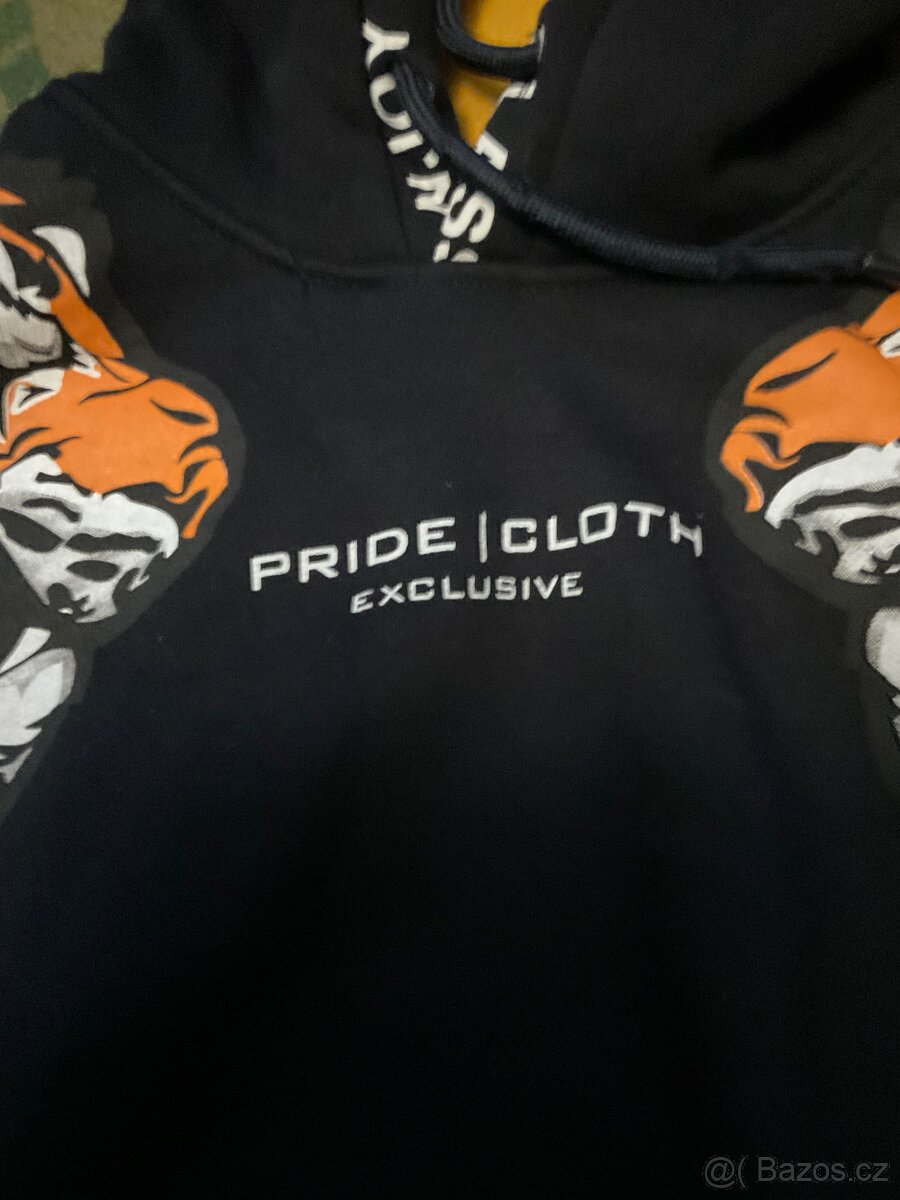 PRIDE | CLOTH
EXCLUSIVE
@( Bazos.cz